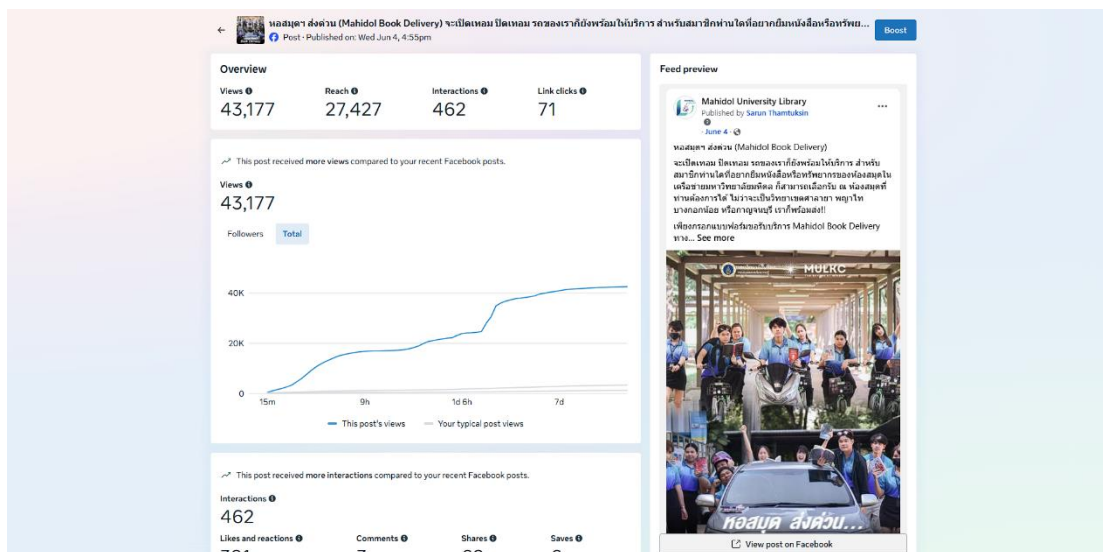 หอสมุดฯ ส่งด่วน (Mahidol Book Delivery) จะเปิดเทอม ปิดเทอม รถของเราก็ยังพร้อมให้บริการ สำหรับสมาชิกท่านใดที่อยากยืมหนังสือหรือทรัพย...
Post · Published on: Wed Jun 4, 4:55pm
Boost
Overview
Views
Reach
Interactions
Link clicks
43,177
27,427
462
71
This post received more views compared to your recent Facebook posts.
Views
43,177
Followers
Total
40K
20K
0
15m
9h
1d 6h
7d
This post's views
Your typical post views
This post received more interactions compared to your recent Facebook posts.
Interactions
462
Likes and reactions
Comments
Shares
Saves
Feed preview
Mahidol University Library
Published by Sarun Thamtuksin
· June 4 ·
หอสมุดฯ ส่งด่วน (Mahidol Book Delivery)
จะเปิดเทอม ปิดเทอม รถของเราก็ยังพร้อมให้บริการ สำหรับ
สมาชิกท่านใดที่อยากยืมหนังสือหรือทรัพยากรของห้องสมุดใน
เครือข่ายมหาวิทยาลัยมหิดล ก็สามารถเลือกรับ ณ ห้องสมุดที่
ท่านต้องการได้ ไม่ว่าจะเป็นวิทยาเขตศาลายา พญาไท
บางกอกน้อย หรือกาญจนบุรี เราก็พร้อมส่ง!!
เพียงกรอกแบบฟอร์มขอรับบริการ Mahidol Book Delivery
ทาง... See more
MULKC
หอสมุด ส่งด่วน...
View post on Facebook